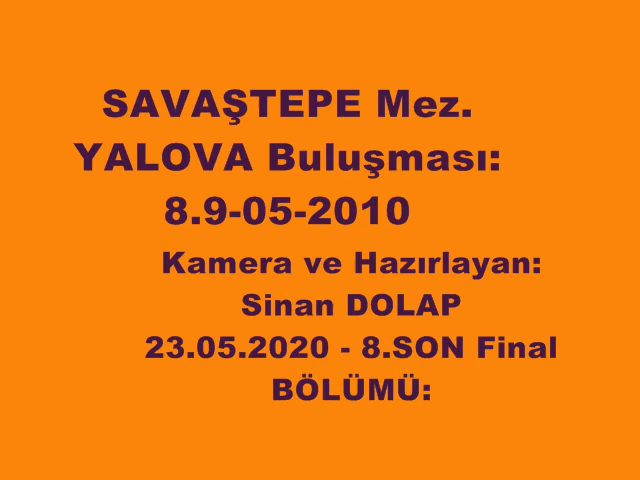 SAVAŞTEPE Mez.
YALOVA Buluşması:
8.9-05-2010
Kamera ve Hazırlayan:
Sinan DOLAP
23.05.2020 - 8.SON Final
BÖLÜMÜ: